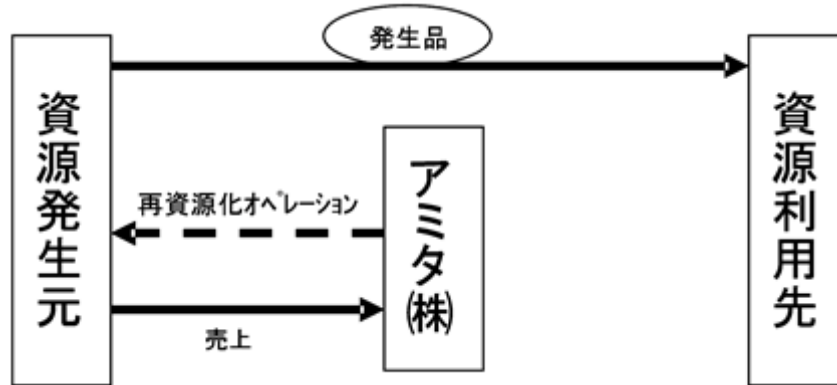 発生品
資源発生元
再資源化オペレーション
アミタ(株)
売上
資源利用先